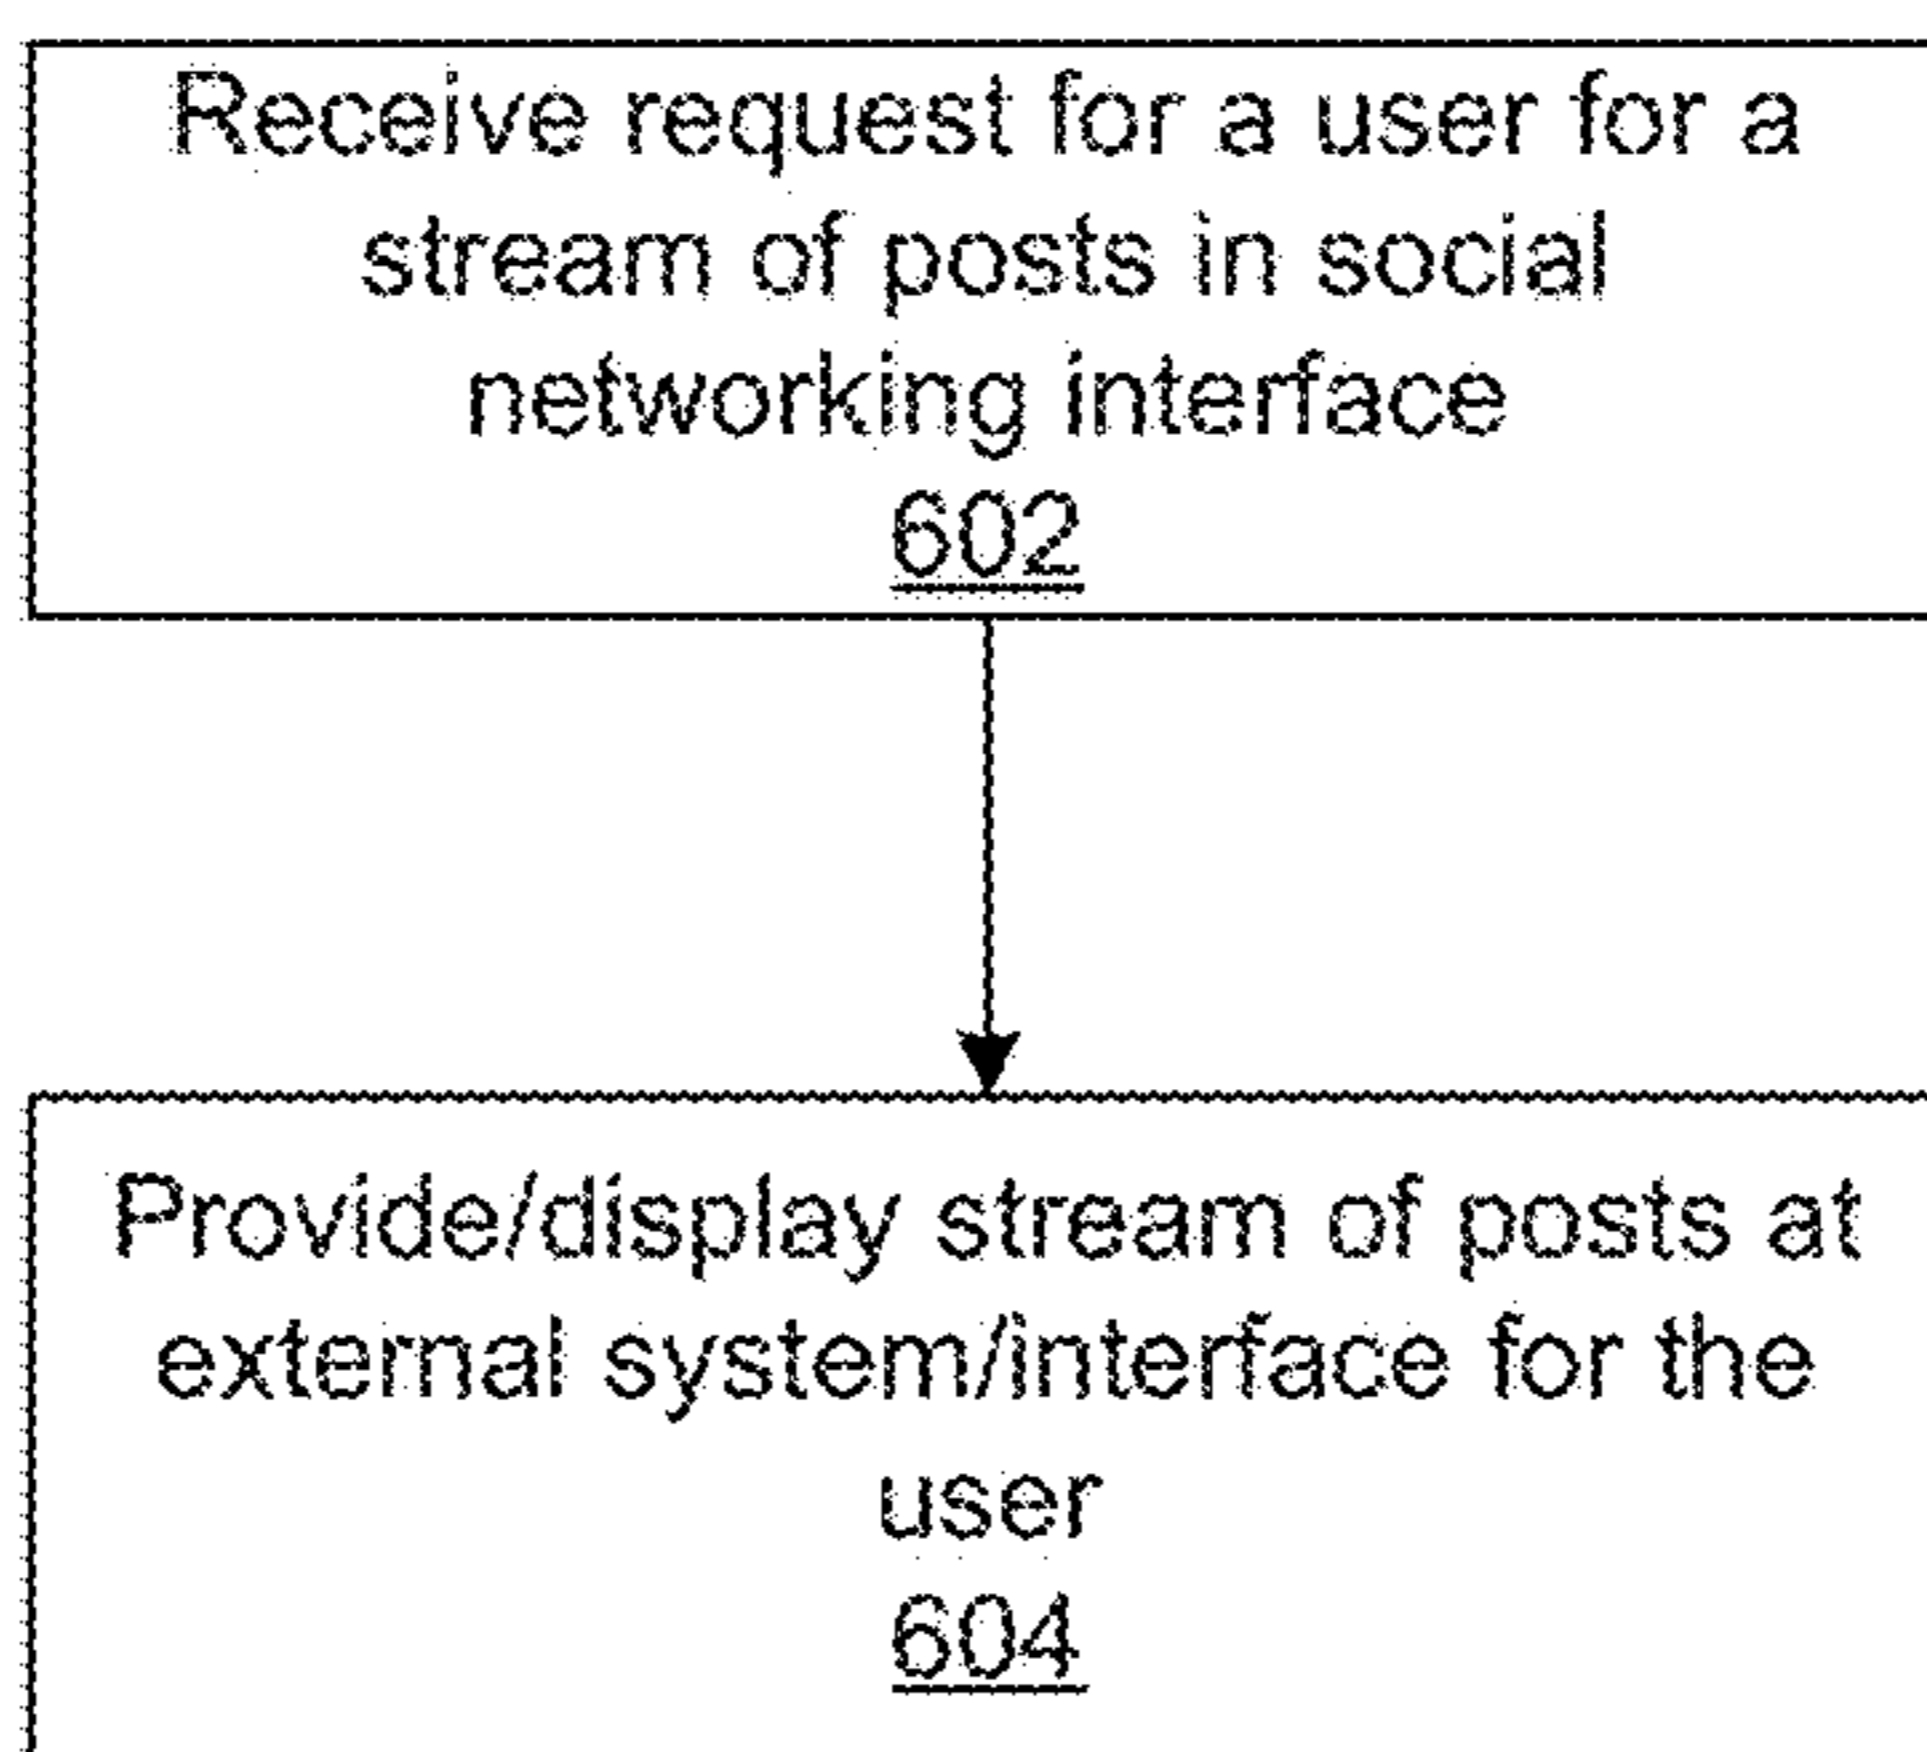 Receive request for a user for a
stream of posts in social
networking interface
602
Provide/display stream of posts at
external system/interface for the
user
604